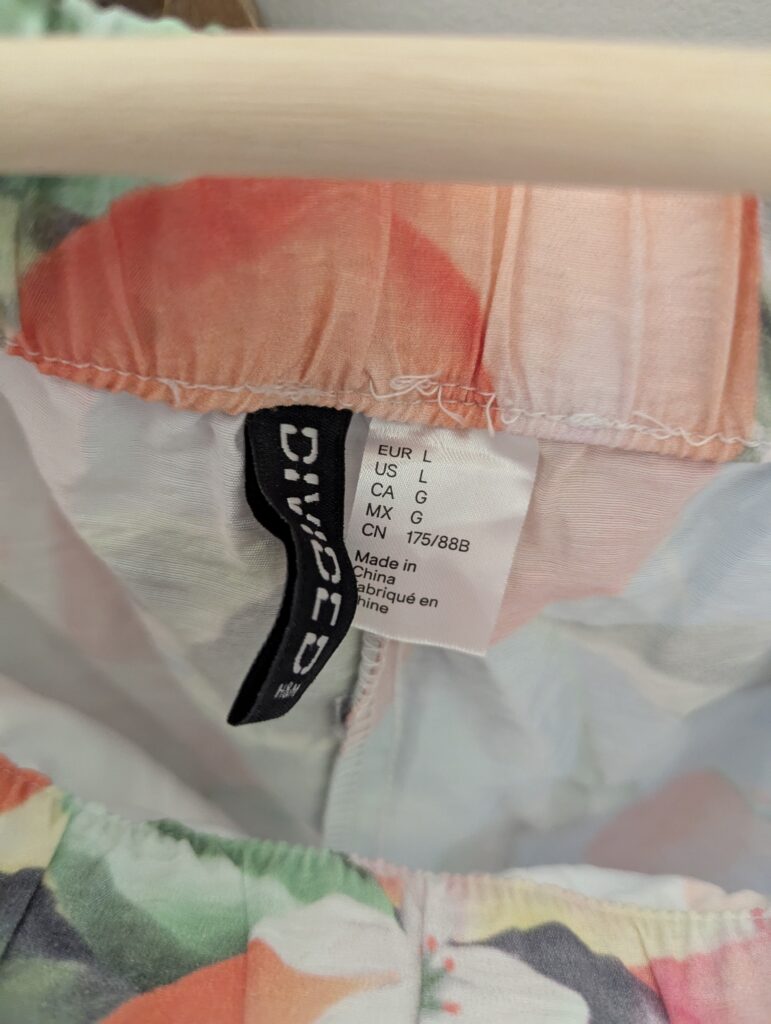 DIVIDED
H&M
EUR L
US L
CA G
MX G
CN 175/88B
Made in
China
abriqué en
hine